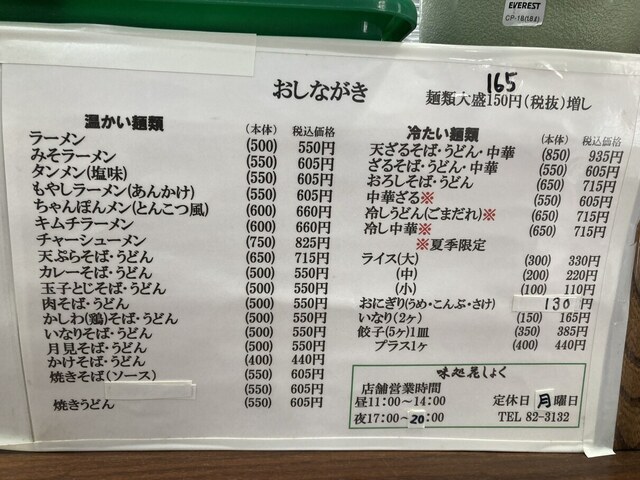 EVEREST
CP-18(16ℓ)
おしながき
165
麺類大盛150円(税抜)増し
温かい麺類 (本体) 税込価格
ラーメン (500) 550円
みそラーメン (550) 605円
タンメン(塩味) (550) 605円
もやしラーメン(あんかけ) (550) 605円
ちゃんぽんメン(とんこつ風) (600) 660円
キムチラーメン (600) 660円
チャーシューメン (750) 825円
天ぷらそば・うどん (650) 715円
カレーそば・うどん (500) 550円
玉子とじそば・うどん (500) 550円
肉そば・うどん (500) 550円
かしわ(鶏)そば・うどん (500) 550円
いなりそば・うどん (500) 550円
月見そば・うどん (500) 550円
かけそば・うどん (400) 440円
焼きそば(ソース) (550) 605円
(550) 605円
焼きうどん (550) 605円
冷たい麺類 (本体) 税込価格
天ざるそば・うどん・中華 (850) 935円
ざるそば・うどん・中華 (550) 605円
おろしそば・うどん (650) 715円
中華ざる※ (550) 605円
冷しうどん(ごまだれ)※ (650) 715円
冷し中華※ (650) 715円
※夏季限定
ライス(大) (300) 330円
(中) (200) 220円
(小) (100) 110円
おにぎり(うめ・こんぶ・さけ) 130円
いなり(2ヶ) (150) 165円
餃子(5ヶ)1皿 (350) 385円
プラス1ヶ (400) 440円
味処花しょく
店舗営業時間
昼11:00～14:00 定休日 月曜日
夜17:00～20:00 TEL 82-3132